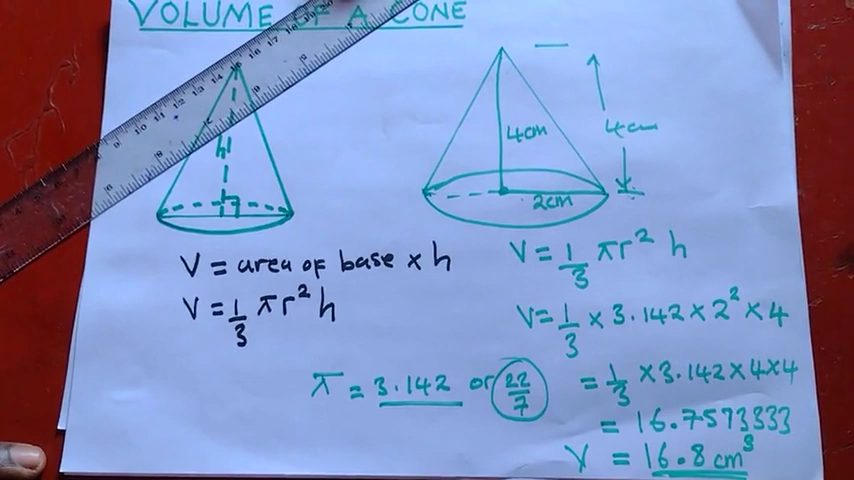 VOLUME OF A CONE
h
4cm
4cm
2cm
V = area of base × h
V = 1/3 πr² h
π = 3.142 or 22/7
V = 1/3 πr² h
V = 1/3 × 3.142 × 2² × 4
= 1/3 × 3.142 × 4 × 4
= 16.7573333
V = 16.8 cm³